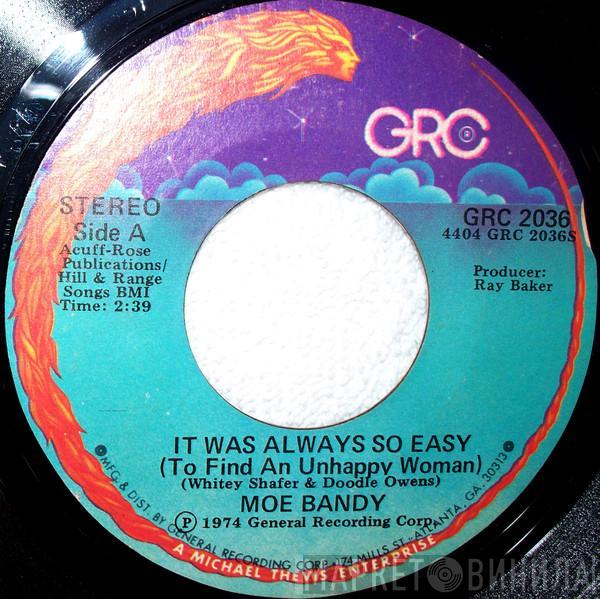 GRC
STEREO
Side A
Acuff-Rose
Publications/
Hill & Range
Songs BMI
Time: 2:39
GRC 2036
4404 GRC 2036S
Producer:
Ray Baker
IT WAS ALWAYS SO EASY
(To Find An Unhappy Woman)
(Whitey Shafer & Doodle Owens)
MOE BANDY
Ⓟ 1974 General Recording Corp.
MFG. & DIST. BY GENERAL RECORDING CORP. 174 MILLS ST. ATLANTA, GA. 30313
A MICHAEL THEVIS ENTERPRISE
МАРКЕТ ВИНИЛА